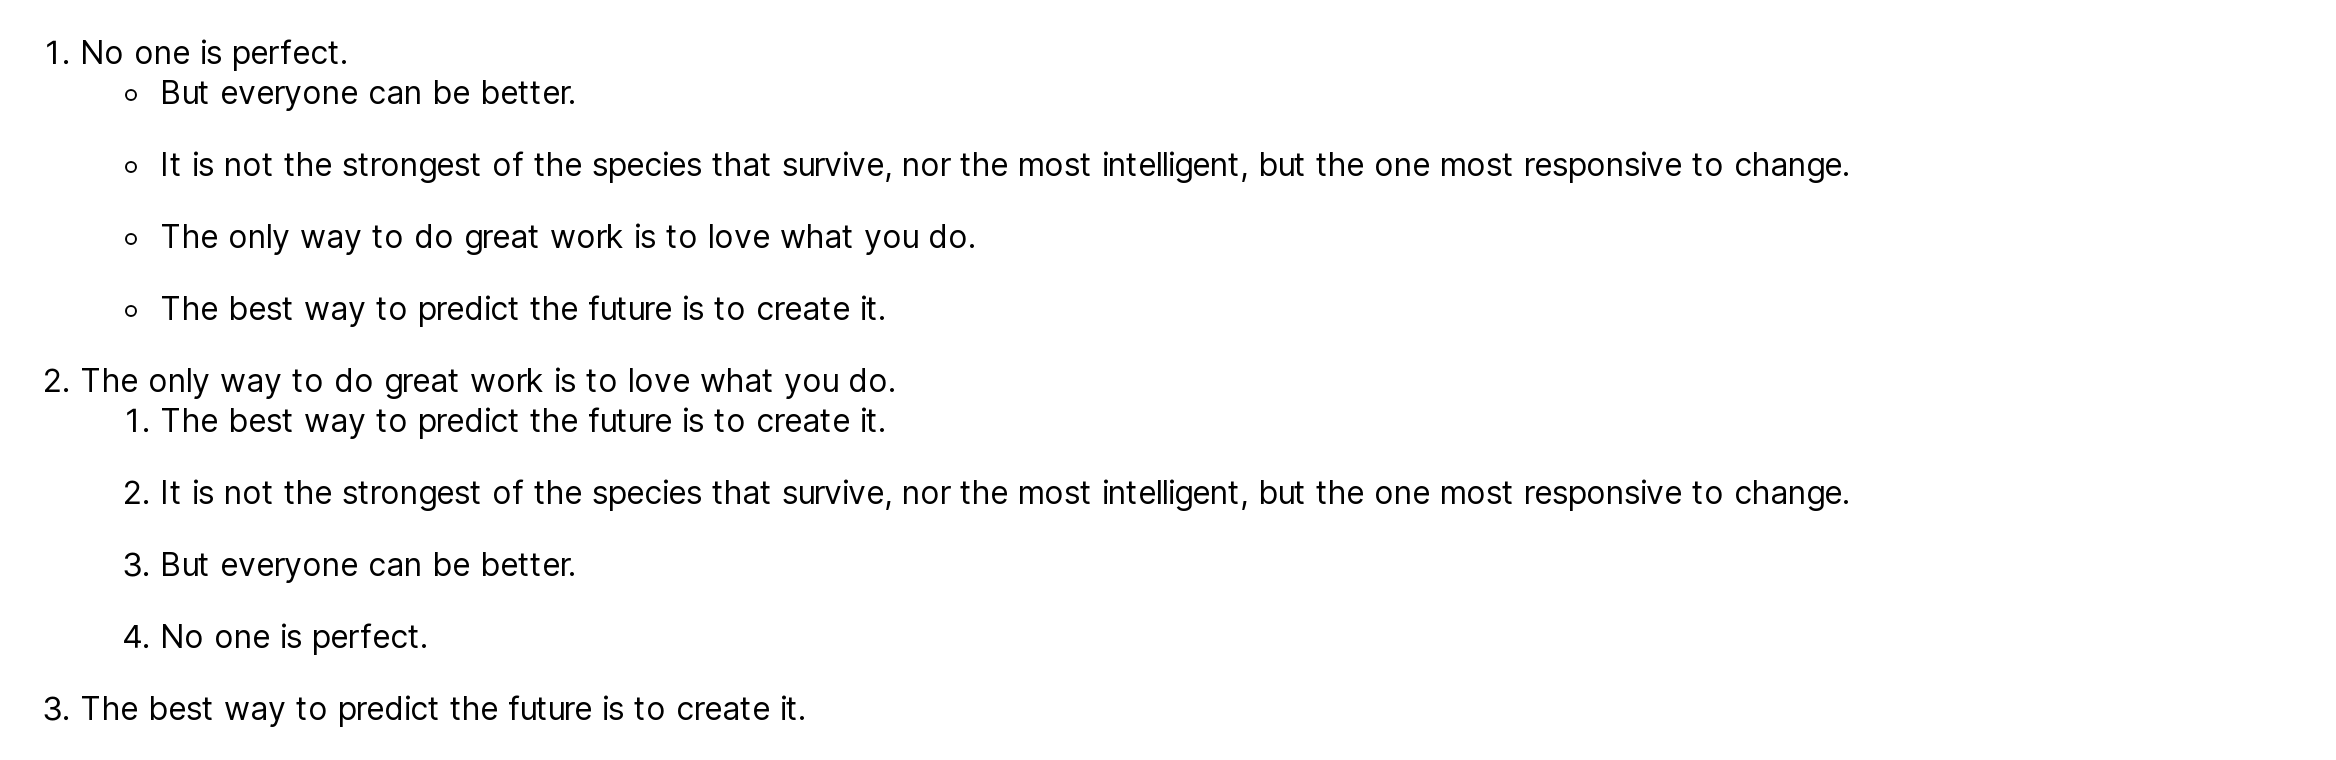 1. No one is perfect.
◦ But everyone can be better.
◦ It is not the strongest of the species that survive, nor the most intelligent, but the one most responsive to change.
◦ The only way to do great work is to love what you do.
◦ The best way to predict the future is to create it.
2. The only way to do great work is to love what you do.
1. The best way to predict the future is to create it.
2. It is not the strongest of the species that survive, nor the most intelligent, but the one most responsive to change.
3. But everyone can be better.
4. No one is perfect.
3. The best way to predict the future is to create it.